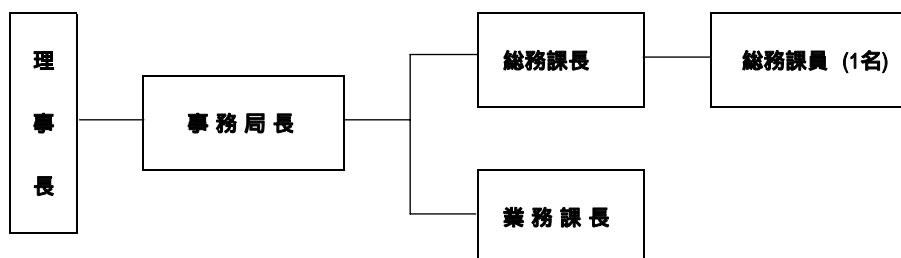 理事長
事務局長
総務課長
総務課員 (1名)
業務課長